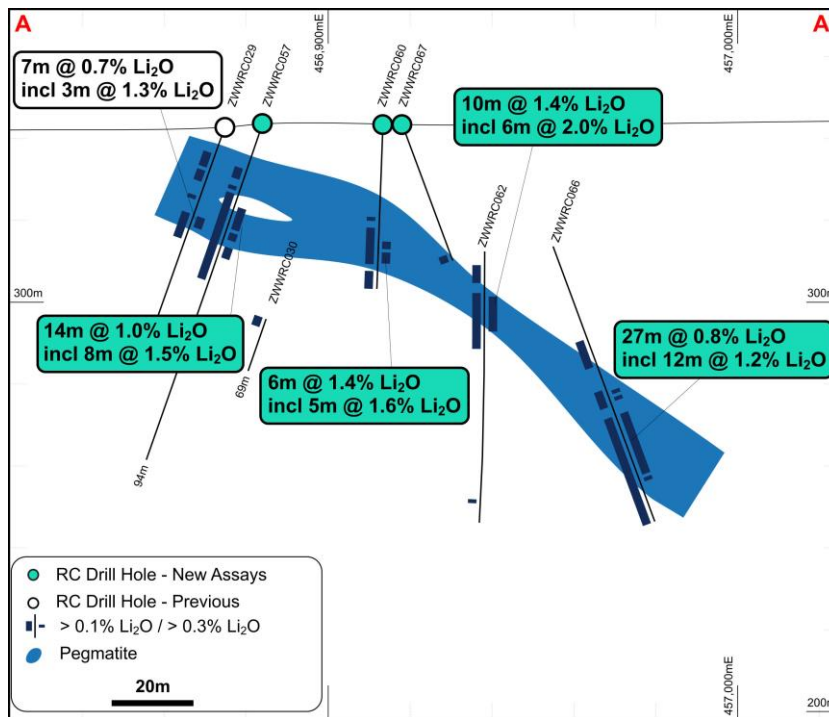 A
A
456,900mE
457,000mE
ZWWRC029
ZWWRC057
ZWWRC060
ZWWRC067
7m @ 0.7% Li₂O
incl 3m @ 1.3% Li₂O
10m @ 1.4% Li₂O
incl 6m @ 2.0% Li₂O
ZWWRC062
ZWWRC066
ZWWRC030
300m
300m
14m @ 1.0% Li₂O
incl 8m @ 1.5% Li₂O
27m @ 0.8% Li₂O
incl 12m @ 1.2% Li₂O
6m @ 1.4% Li₂O
incl 5m @ 1.6% Li₂O
69m
94m
RC Drill Hole - New Assays
RC Drill Hole - Previous
> 0.1% Li₂O / > 0.3% Li₂O
Pegmatite
20m
457,000mE
200m